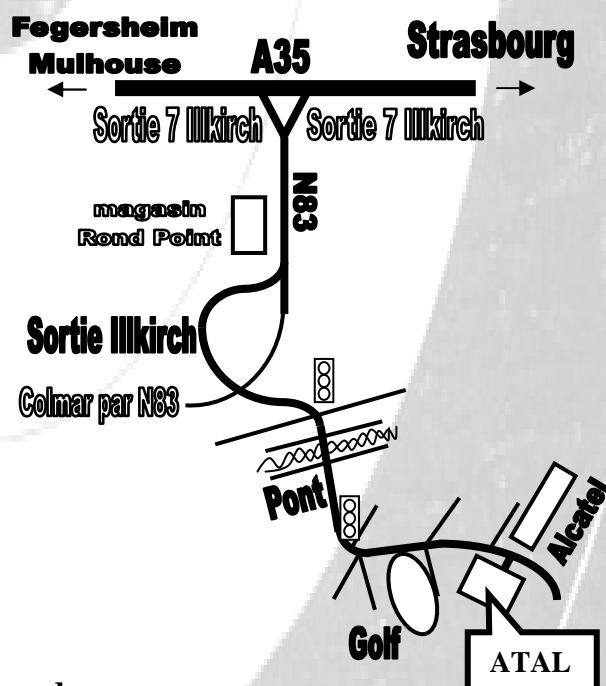 Fegersheim
Mulhouse
A35
Strasbourg
Sortie 7 Illkirch
Sortie 7 Illkirch
N83
magasin
Rond Point
Sortie Illkirch
Colmar par N83
Pont
Alcatel
Golf
ATAL